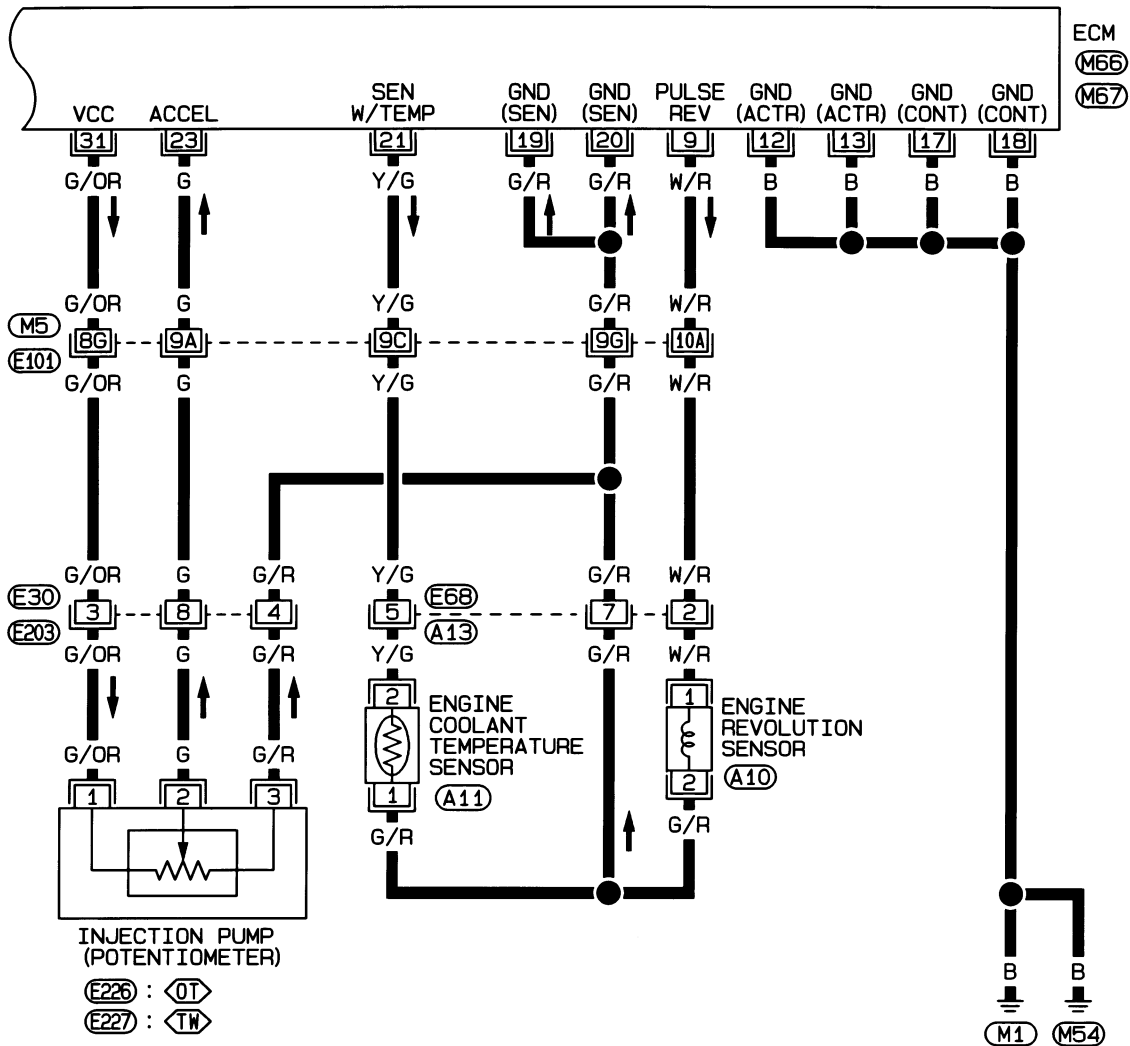 ECM
M66
M67
SEN GND GND PULSE GND GND GND GND
VCC ACCEL W/TEMP (SEN) (SEN) REV (ACTR) (ACTR) (CONT) (CONT)
31 23 21 19 20 9 12 13 17 18
G/OR G Y/G G/R G/R W/R B B B B
G/OR G Y/G G/R W/R
M5
8G 9A 9C 9G 10A
E101
G/OR G Y/G G/R W/R
G/OR G G/R Y/G G/R W/R
E30 E68
3 8 4 5 7 2
E203 A13
G/OR G G/R Y/G G/R W/R
2 1
ENGINE
COOLANT
TEMPERATURE
SENSOR
ENGINE
REVOLUTION
SENSOR
G/OR G G/R
1 2 3 1 A11 2 A10
G/R G/R
INJECTION PUMP
(POTENTIOMETER)
E226 : OT
E227 : TW
B B
M1 M54